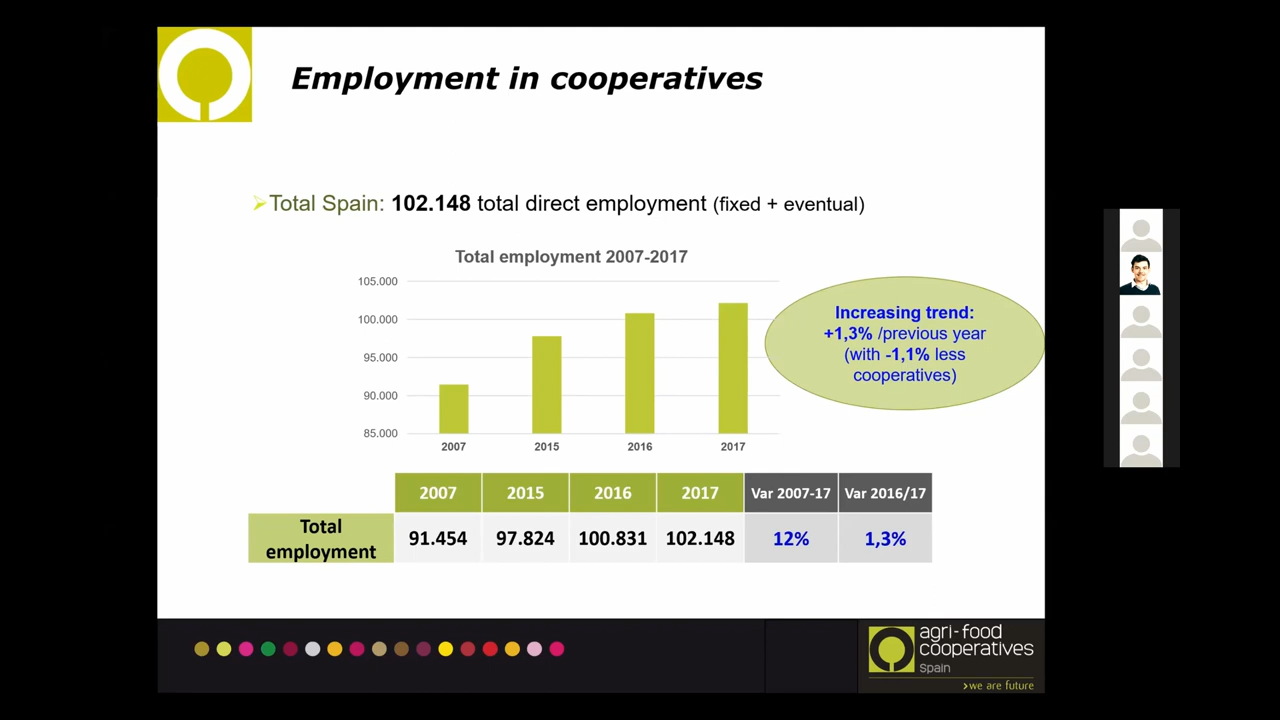 Employment in cooperatives
➢Total Spain: 102.148 total direct employment (fixed + eventual)
Total employment 2007-2017
105.000
100.000
95.000
90.000
85.000
2007 2015 2016 2017
Increasing trend:
+1,3% /previous year
(with -1,1% less
cooperatives)
2007 2015 2016 2017 Var 2007-17 Var 2016/17
Total
employment
91.454 97.824 100.831 102.148 12% 1,3%
agri-food
cooperatives
Spain
>we are future